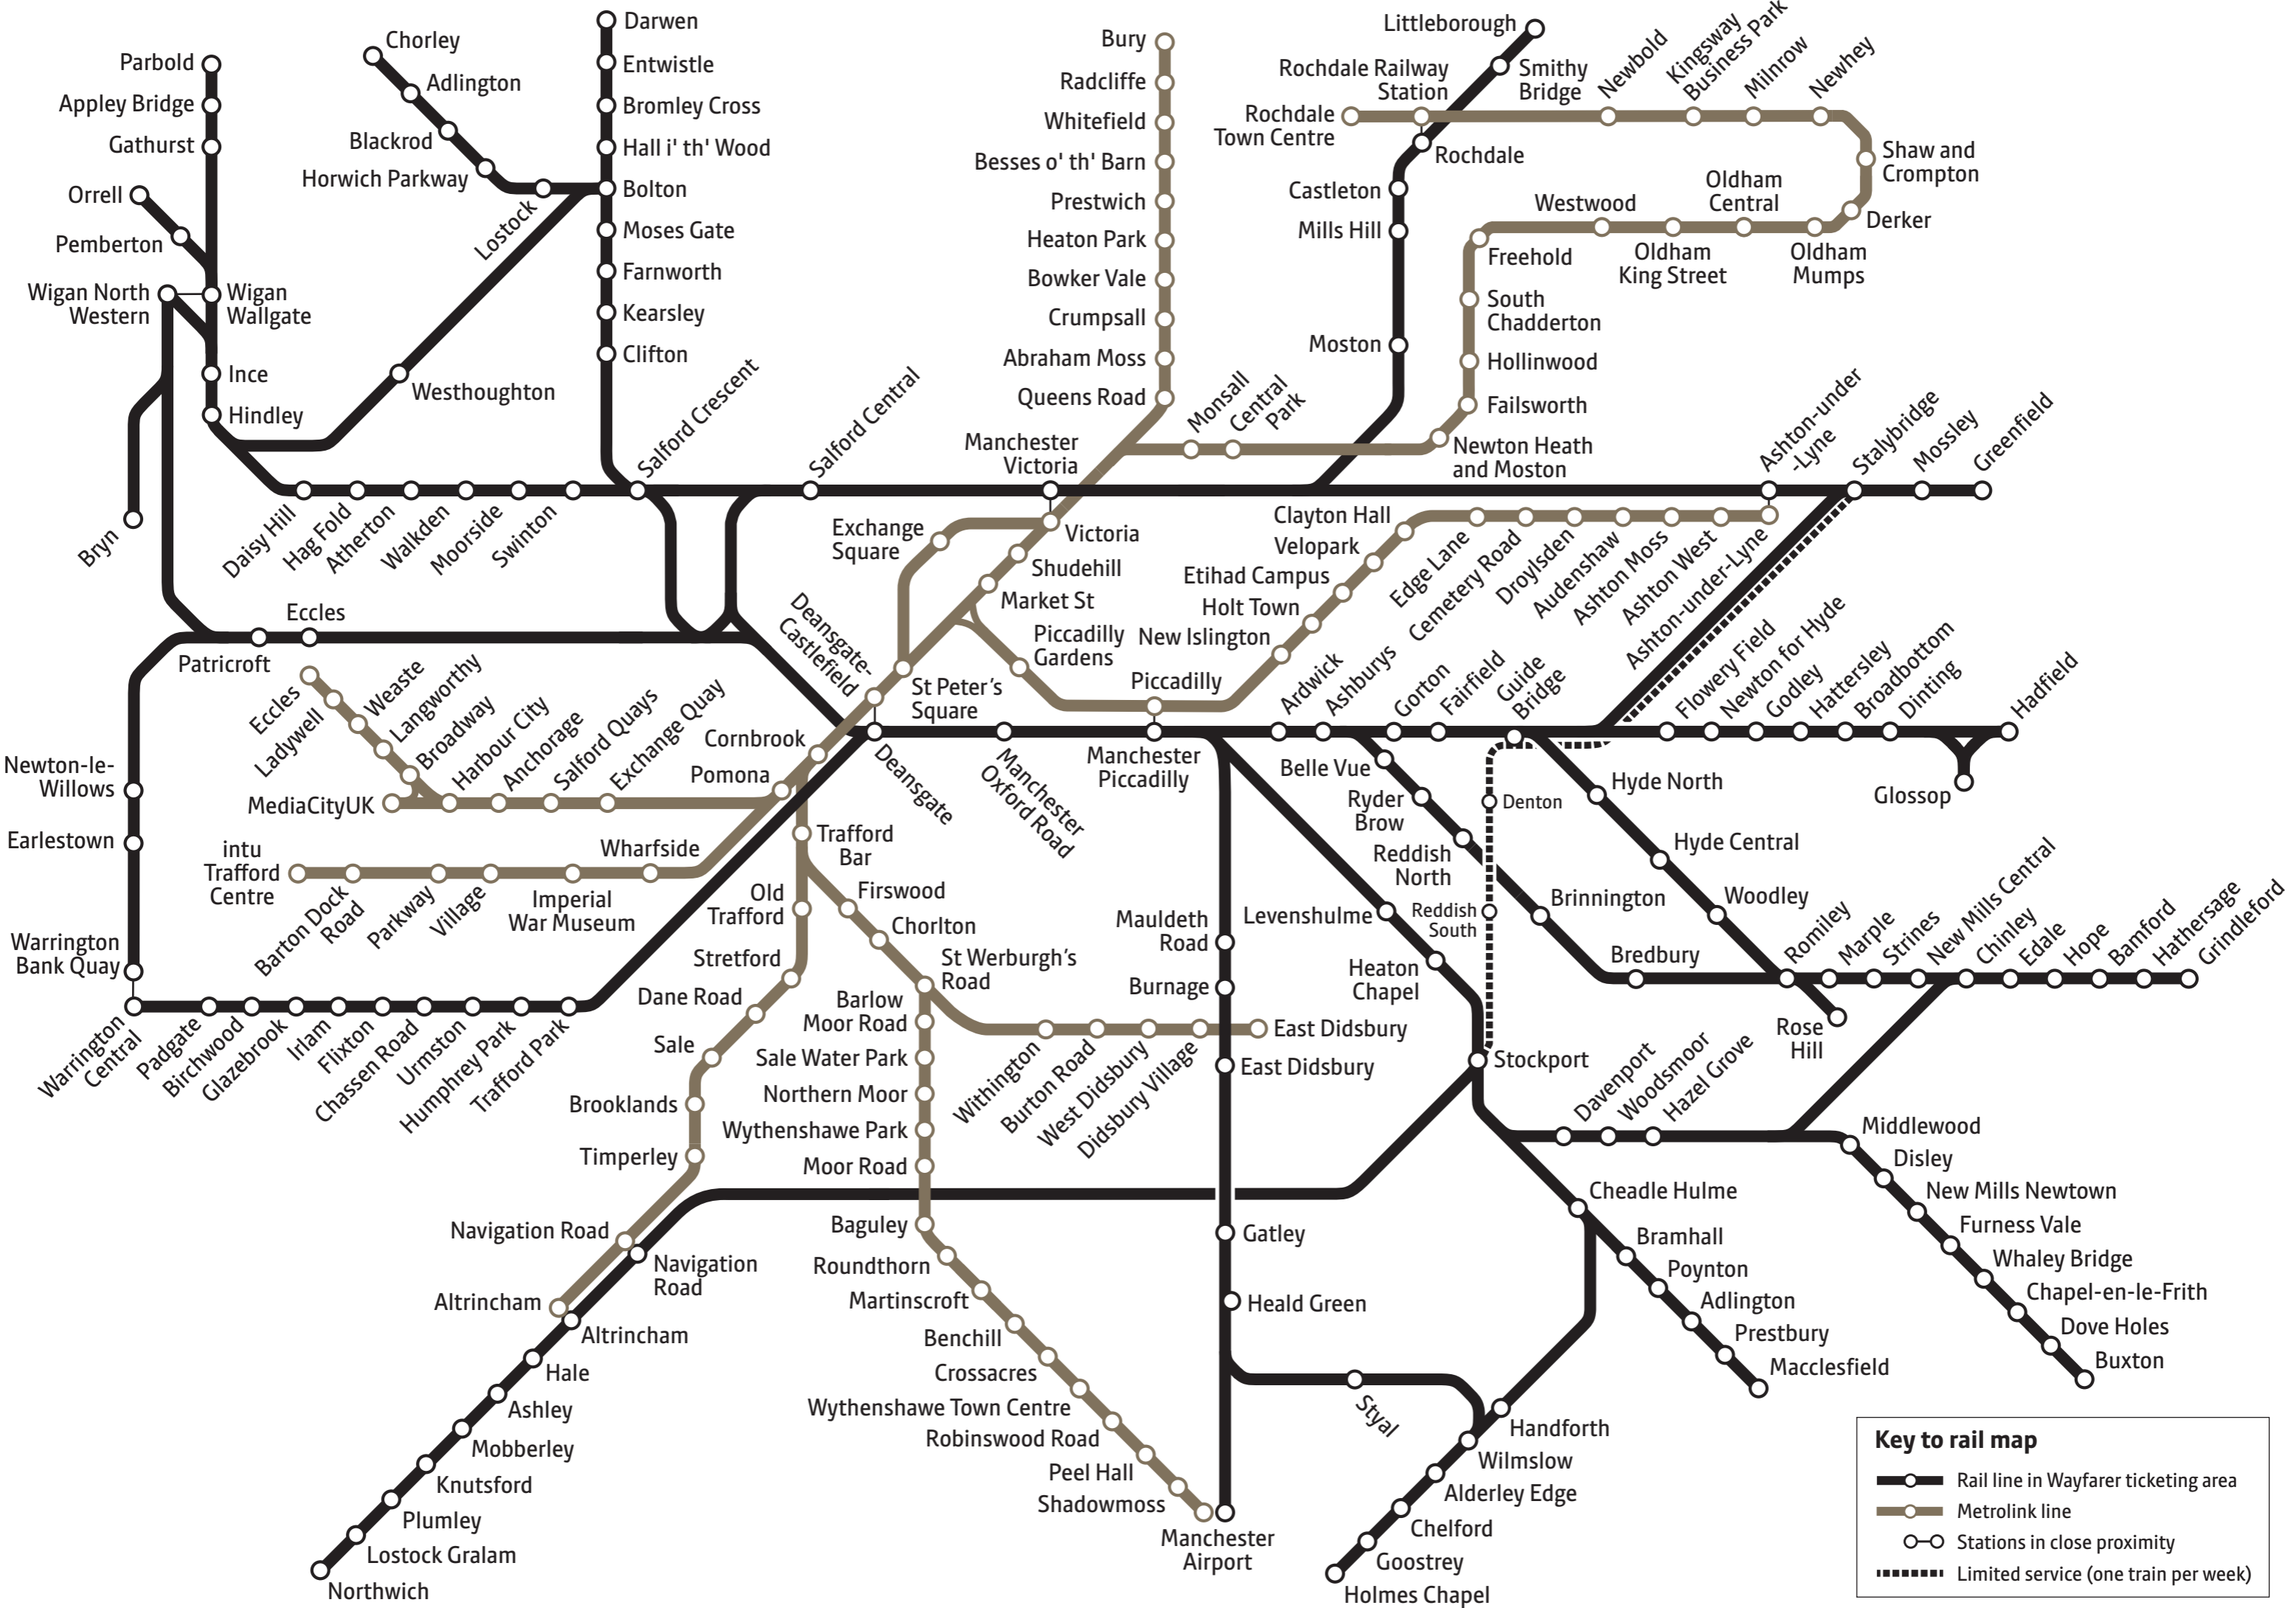 Darwen
Entwistle
Bromley Cross
Hall i' th' Wood
Bolton
Moses Gate
Farnworth
Kearsley
Clifton
Chorley
Adlington
Blackrod
Horwich Parkway
Lostock
Westhoughton
Parbold
Appley Bridge
Gathurst
Orrell
Pemberton
Wigan North
Western
Wigan
Wallgate
Ince
Hindley
Bryn
Daisy Hill
Hag Fold
Atherton
Walkden
Moorside
Swinton
Salford Crescent
Salford Central
Manchester
Victoria
Bury
Radcliffe
Whitefield
Besses o' th' Barn
Prestwich
Heaton Park
Bowker Vale
Crumpsall
Abraham Moss
Queens Road
Monsall
Central
Park
Newton Heath
and Moston
Failsworth
Hollinwood
South
Chadderton
Freehold
Westwood
Oldham
King Street
Oldham
Central
Oldham
Mumps
Derker
Shaw and
Crompton
Newhey
Milnrow
Kingsway
Business Park
Newbold
Rochdale Railway
Station
Rochdale
Town Centre
Littleborough
Smithy
Bridge
Rochdale
Castleton
Mills Hill
Moston
Ashton-under
-Lyne
Stalybridge
Mossley
Greenfield
Exchange
Square
Victoria
Shudehill
Market St
Piccadilly
Gardens
Piccadilly
New Islington
Holt Town
Etihad Campus
Velopark
Clayton Hall
Edge Lane
Cemetery Road
Droylsden
Audenshaw
Ashton Moss
Ashton West
Ashton-under-Lyne
Deansgate-
Castlefield
St Peter's
Square
Cornbrook
Pomona
Patricroft
Eccles
Eccles
Ladywell
Weaste
Langworthy
Broadway
Harbour City
Anchorage
Salford Quays
Exchange Quay
MediaCityUK
intu
Trafford
Centre
Barton Dock
Road
Parkway
Village
Imperial
War Museum
Wharfside
Newton-le-
Willows
Earlestown
Warrington
Bank Quay
Warrington
Central
Padgate
Birchwood
Glazebrook
Irlam
Flixton
Chassen Road
Urmston
Humphrey Park
Trafford Park
Deansgate
Manchester
Oxford Road
Manchester
Piccadilly
Ardwick
Ashburys
Gorton
Fairfield
Guide
Bridge
Flowery Field
Newton for Hyde
Godley
Hattersley
Broadbottom
Dinting
Hadfield
Glossop
Belle Vue
Ryder
Brow
Reddish
North
Brinnington
Bredbury
Denton
Reddish
South
Hyde North
Hyde Central
Woodley
Romiley
Marple
Strines
New Mills Central
Chinley
Edale
Hope
Bamford
Hathersage
Grindleford
Rose
Hill
Trafford
Bar
Old
Trafford
Stretford
Dane Road
Sale
Brooklands
Timperley
Navigation Road
Altrincham
Firswood
Chorlton
St Werburgh's
Road
Barlow
Moor Road
Sale Water Park
Northern Moor
Wythenshawe Park
Moor Road
Baguley
Roundthorn
Martinscroft
Benchill
Crossacres
Wythenshawe Town Centre
Robinswood Road
Peel Hall
Shadowmoss
Manchester
Airport
Withington
Burton Road
West Didsbury
Didsbury Village
East Didsbury
Mauldeth
Road
Burnage
East Didsbury
Gatley
Heald Green
Styal
Levenshulme
Heaton
Chapel
Stockport
Davenport
Woodsmoor
Hazel Grove
Middlewood
Disley
New Mills Newtown
Furness Vale
Whaley Bridge
Chapel-en-le-Frith
Dove Holes
Buxton
Cheadle Hulme
Bramhall
Poynton
Adlington
Prestbury
Macclesfield
Handforth
Wilmslow
Alderley Edge
Chelford
Goostrey
Holmes Chapel
Navigation
Road
Altrincham
Hale
Ashley
Mobberley
Knutsford
Plumley
Lostock Gralam
Northwich
Key to rail map
Rail line in Wayfarer ticketing area
Metrolink line
Stations in close proximity
Limited service (one train per week)